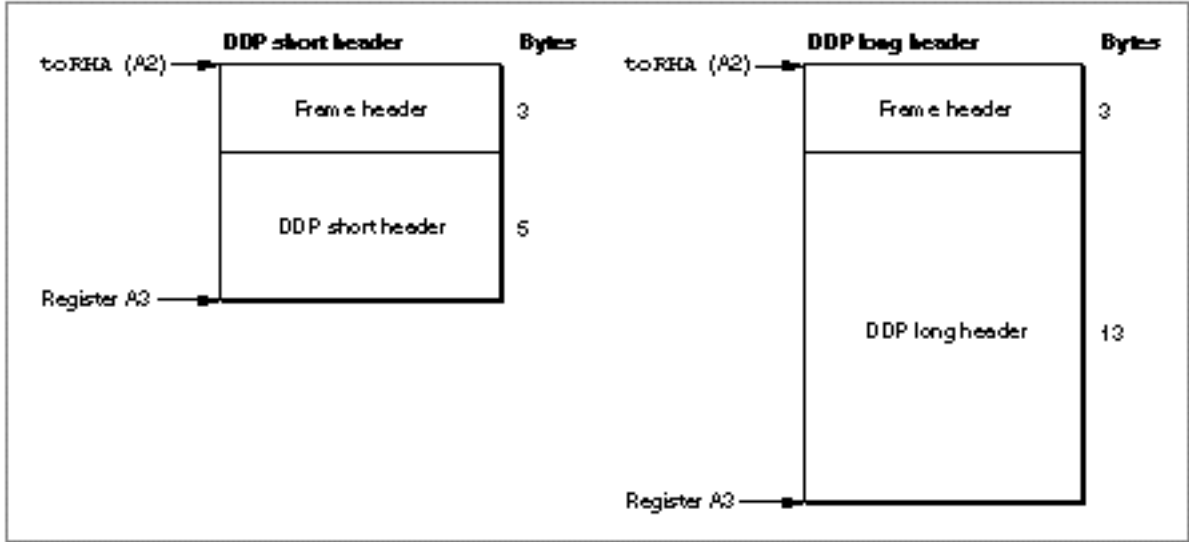 DDP short header Bytes
toRHA (A2)
Frame header 3
DDP short header 5
Register A3
DDP long header Bytes
toRHA (A2)
Frame header 3
DDP long header 13
Register A3